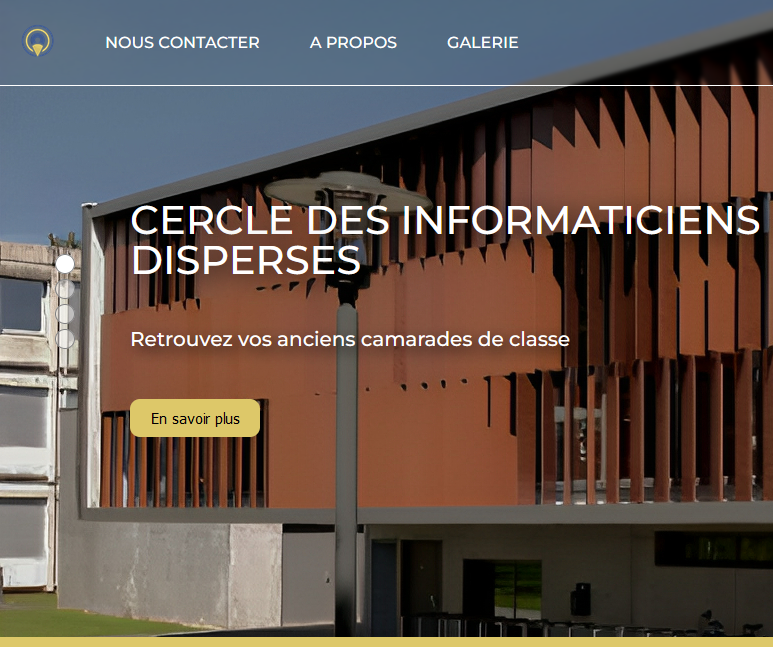 NOUS CONTACTER A PROPOS GALERIE
CERCLE DES INFORMATICIENS
DISPERSES
Retrouvez vos anciens camarades de classe
En savoir plus